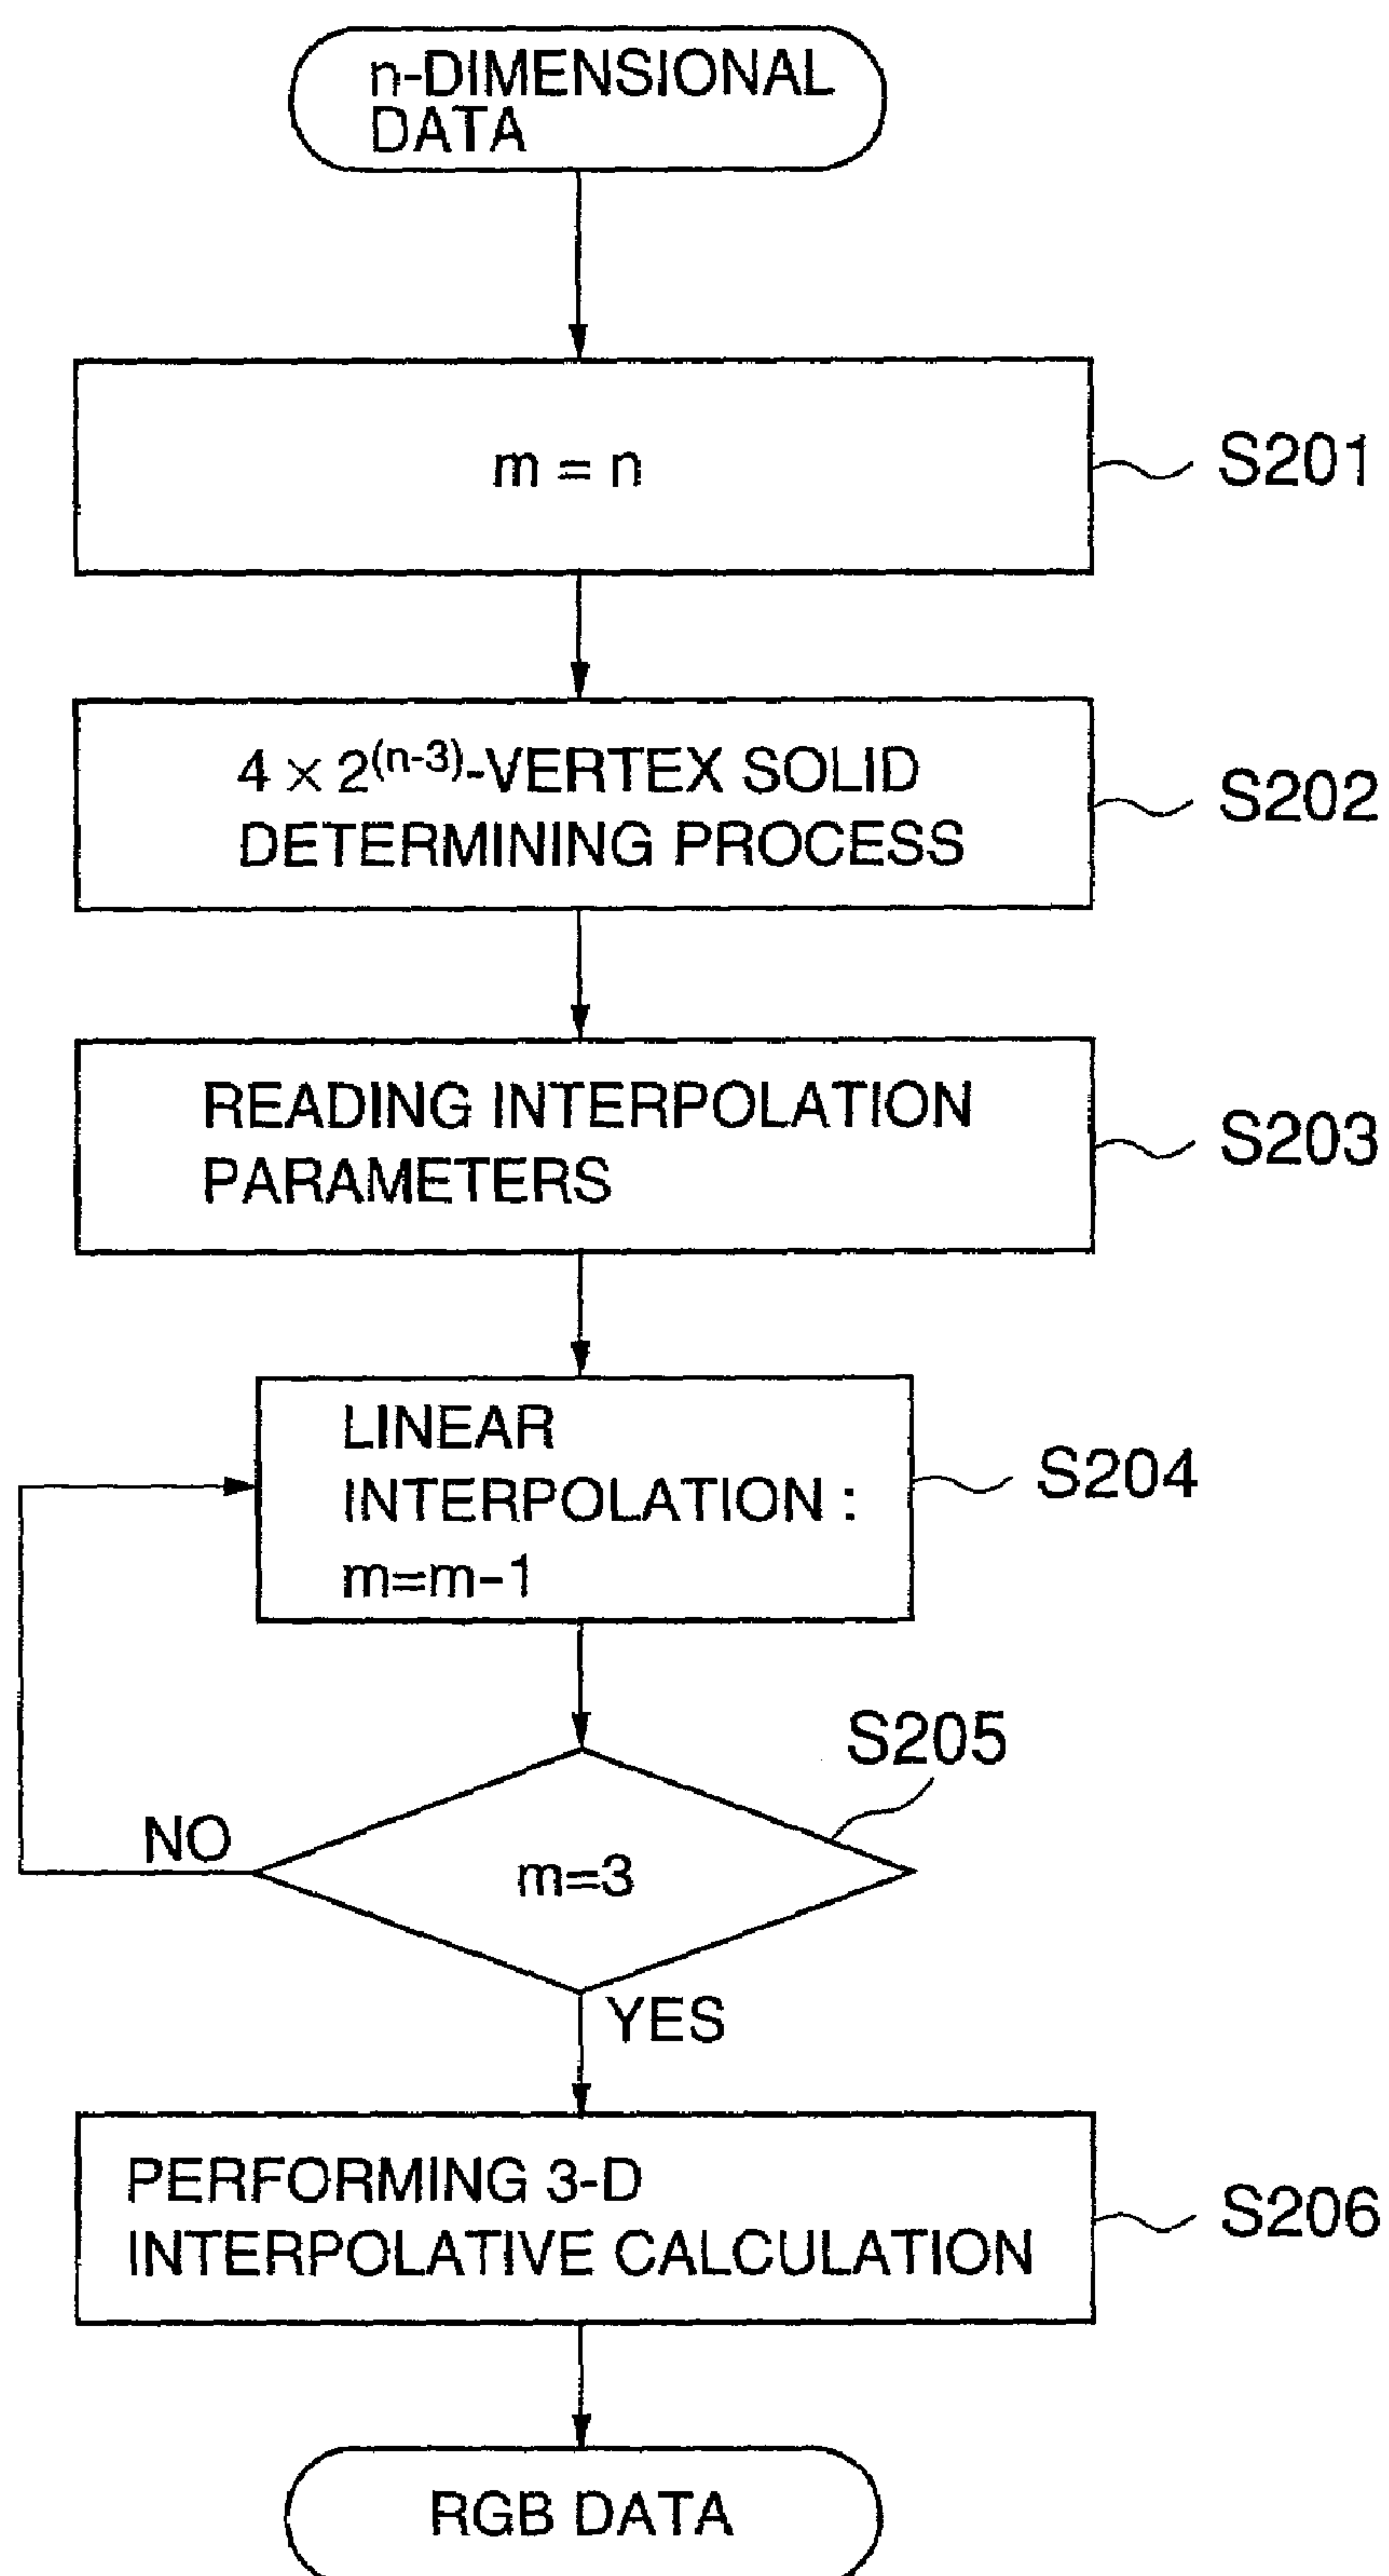 n-DIMENSIONAL
DATA
m = n
S201
4 × 2^(n-3)-VERTEX SOLID
DETERMINING PROCESS
S202
READING INTERPOLATION
PARAMETERS
S203
LINEAR
INTERPOLATION :
m=m-1
S204
S205
NO
m=3
YES
PERFORMING 3-D
INTERPOLATIVE CALCULATION
S206
RGB DATA